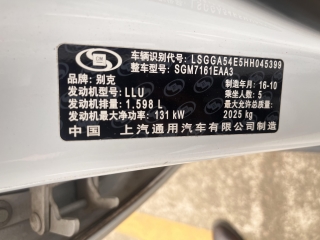 车辆识别代号: LSGGA54E5HH045399
整车型号: SGM7161EAA3
品牌: 别克 制造年月: 16-10
发动机型号: LLU 乘坐人数: 5
发动机排量: 1.598 L 最大允许总质量:
发动机最大净功率: 131 kW 2025 kg
中国 上汽通用汽车有限公司制造